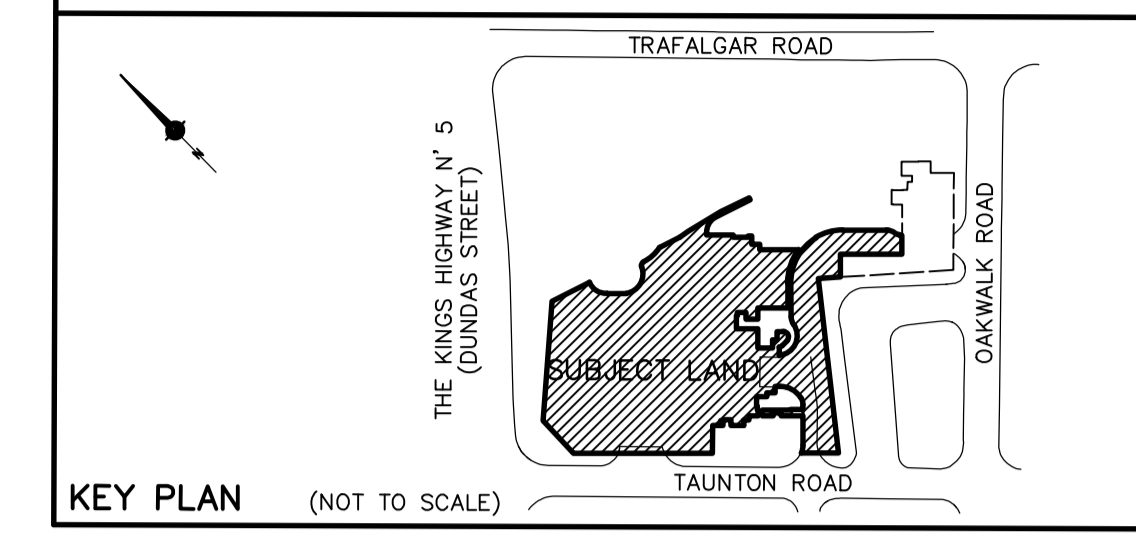 TRAFALGAR ROAD
N
THE KINGS HIGHWAY N' 5
(DUNDAS STREET)
OAKWALK ROAD
SUBJECT LAND
TAUNTON ROAD
KEY PLAN (NOT TO SCALE)